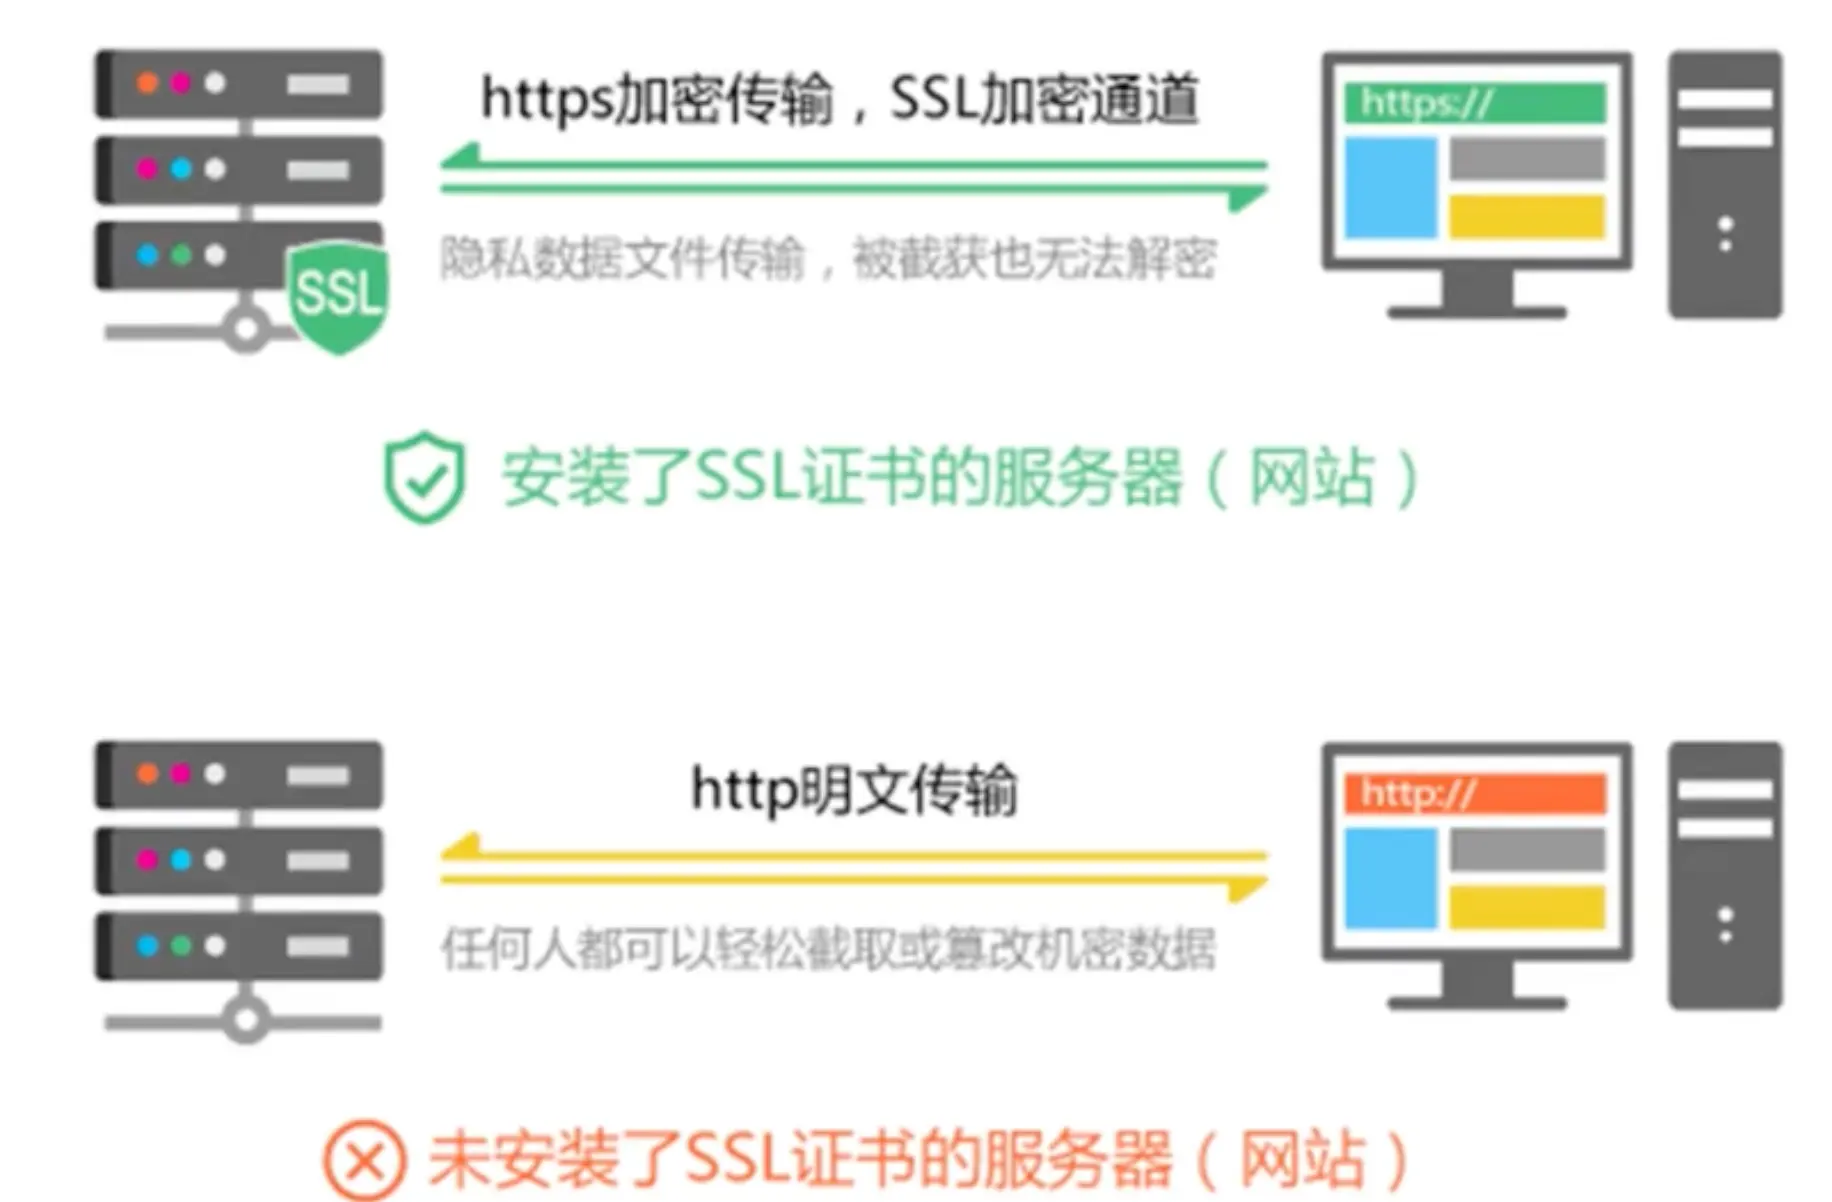 https加密传输，SSL加密通道
https://
隐私数据文件传输，被截获也无法解密
SSL
安装了SSL证书的服务器（网站）
http明文传输
http://
任何人都可以轻松截取或篡改机密数据
未安装了SSL证书的服务器（网站）